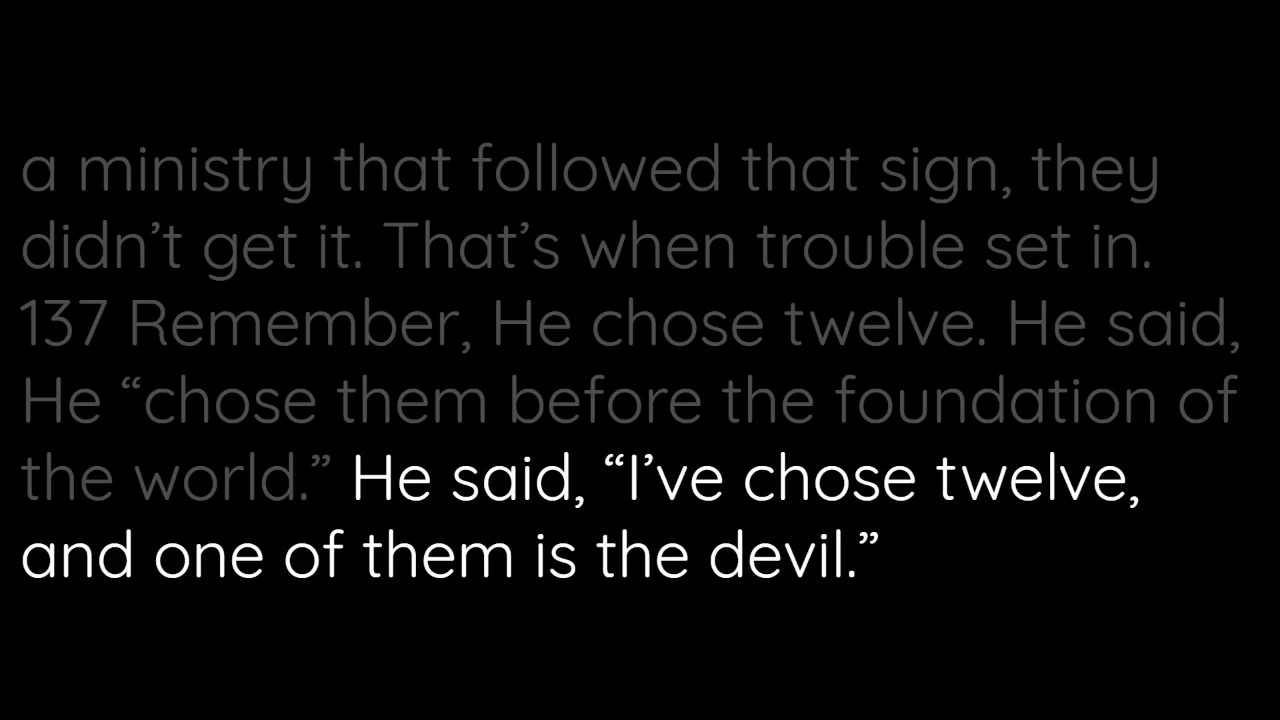 a ministry that followed that sign, they
didn’t get it. That’s when trouble set in.
137 Remember, He chose twelve. He said,
He “chose them before the foundation of
the world.” He said, “I’ve chose twelve,
and one of them is the devil.”